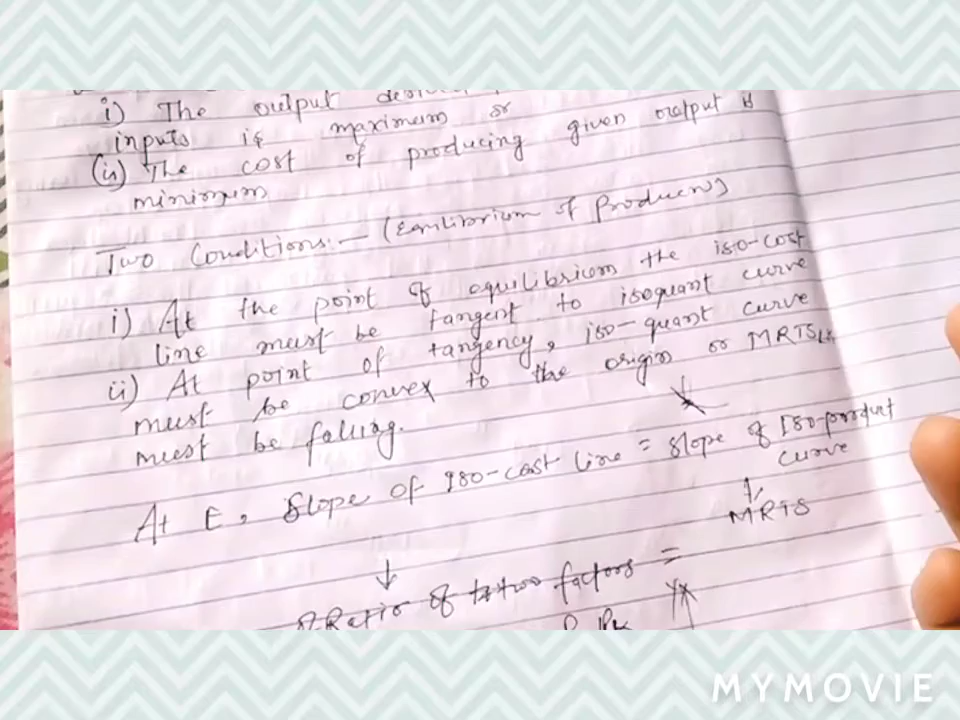 i) The output
inputs is maximum or
(ii) The cost of producing given output is
minimum
Two Conditions:- (Equilibrium of Producer)
i) At the point of equilibrium the iso-cost
line must be tangent to isoquant curve
ii) At point of tangency, iso-quant curve
must be convex to the origin or MRTS
must be falling.
At E, Slope of iso-cost line = slope of Iso-product
curve
MRTS
Ratio of two factors =
MYMOVIE